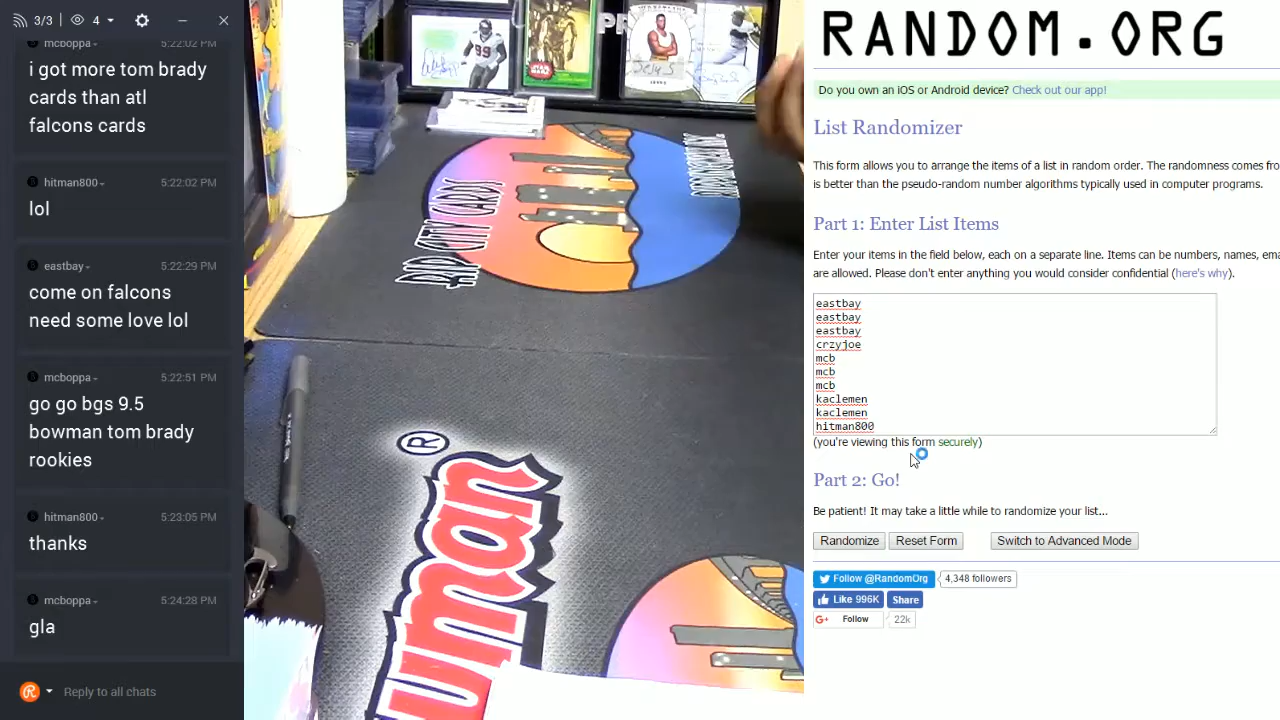 3/3 4
mcboppa 5:22:02 PM
i got more tom brady
cards than atl
falcons cards
hitman800 5:22:02 PM
lol
eastbay 5:22:29 PM
come on falcons
need some love lol
mcboppa 5:22:51 PM
go go bgs 9.5
bowman tom brady
rookies
hitman800 5:23:05 PM
thanks
mcboppa 5:24:28 PM
gla
Reply to all chats
99
STAR WARS
RIP CITY CARDS
®
RANDOM.ORG
Do you own an iOS or Android device? Check out our app!
List Randomizer
This form allows you to arrange the items of a list in random order. The randomness comes fro
is better than the pseudo-random number algorithms typically used in computer programs.
Part 1: Enter List Items
Enter your items in the field below, each on a separate line. Items can be numbers, names, ema
are allowed. Please don't enter anything you would consider confidential (here's why).
eastbay
eastbay
eastbay
crzyjoe
mcb
mcb
mcb
kaclemen
kaclemen
hitman800
(you're viewing this form securely)
Part 2: Go!
Be patient! It may take a little while to randomize your list...
Randomize Reset Form Switch to Advanced Mode
Follow @RandomOrg 4,348 followers
Like 996K Share
G+ Follow 22k